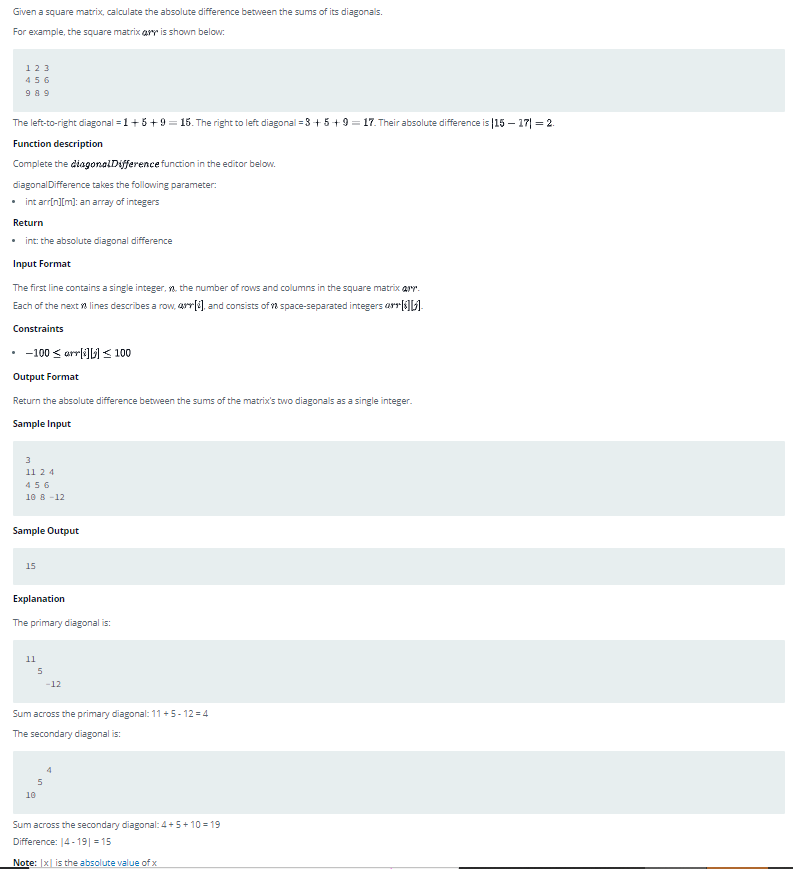 Given a square matrix, calculate the absolute difference between the sums of its diagonals.
For example, the square matrix arr is shown below:
1 2 3
4 5 6
9 8 9
The left-to-right diagonal = 1 + 5 + 9 = 15. The right to left diagonal = 3 + 5 + 9 = 17. Their absolute difference is |15 − 17| = 2.
Function description
Complete the diagonalDifference function in the editor below.
diagonalDifference takes the following parameter:
• int arr[n][m]: an array of integers
Return
• int: the absolute diagonal difference
Input Format
The first line contains a single integer, n, the number of rows and columns in the square matrix arr.
Each of the next n lines describes a row, arr[i], and consists of n space-separated integers arr[i][j].
Constraints
• −100 ≤ arr[i][j] ≤ 100
Output Format
Return the absolute difference between the sums of the matrix's two diagonals as a single integer.
Sample Input
3
11 2 4
4 5 6
10 8 -12
Sample Output
15
Explanation
The primary diagonal is:
11
5
-12
Sum across the primary diagonal: 11 + 5 - 12 = 4
The secondary diagonal is:
4
5
10
Sum across the secondary diagonal: 4 + 5 + 10 = 19
Difference: |4 - 19| = 15
Note: |x| is the absolute value of x